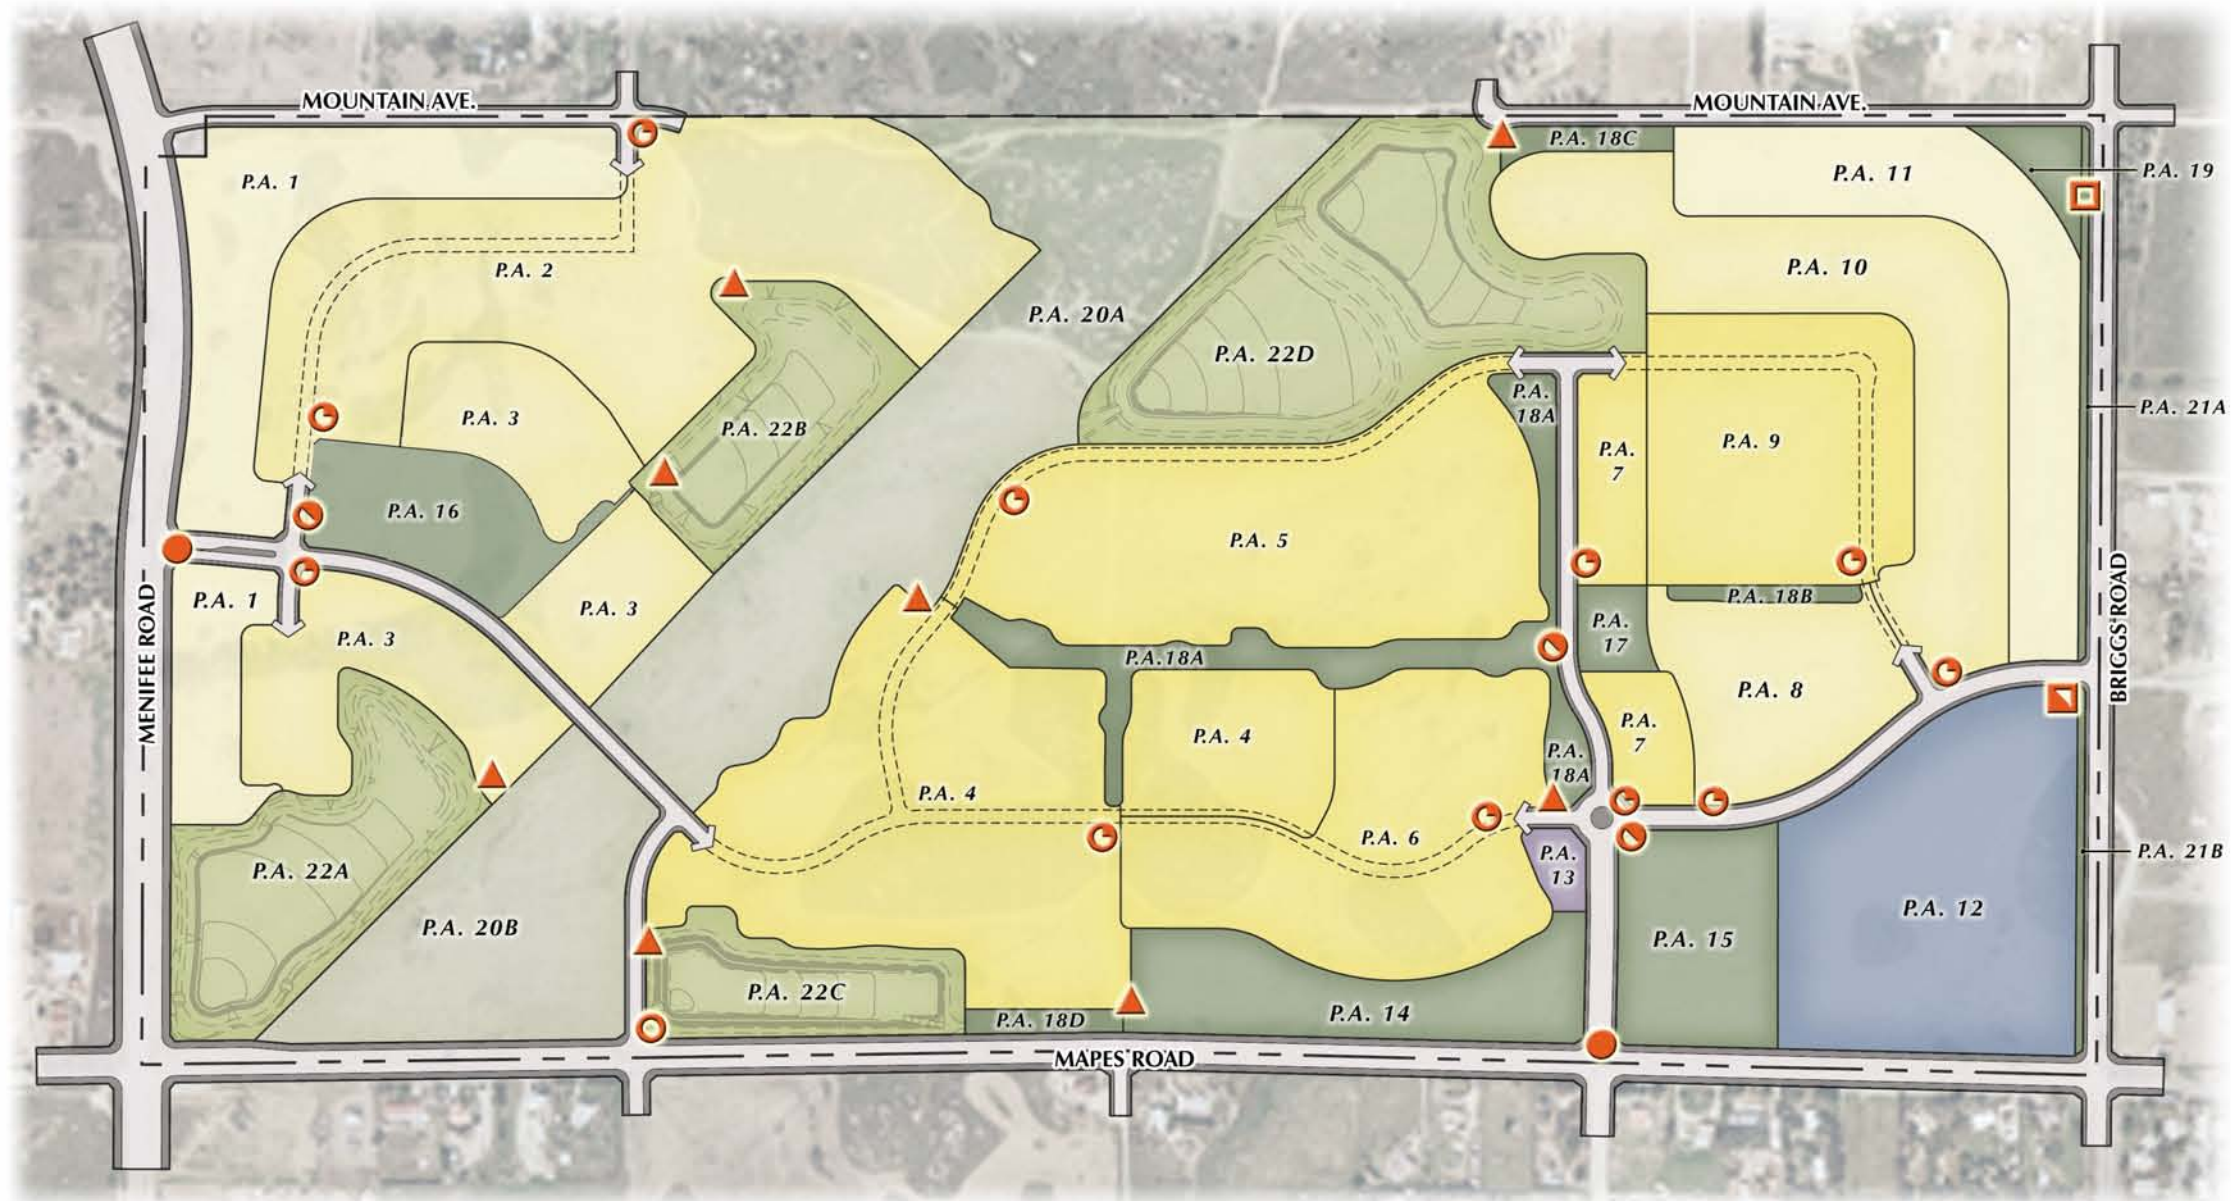 MOUNTAIN AVE.
MOUNTAIN AVE.
P.A. 18C
P.A. 1
P.A. 11
P.A. 19
P.A. 2
P.A. 10
P.A. 20A
P.A. 22D
P.A.
18A
P.A. 21A
P.A. 3
P.A. 22B
P.A.
7
P.A. 9
P.A. 16
P.A. 5
P.A. 1
P.A. 3
P.A. 3
P.A. 18B
P.A.
17
MENIFEE ROAD
BRIGGS ROAD
P.A.18A
P.A. 8
P.A. 4
P.A.
7
P.A.
18A
P.A. 4
P.A. 6
P.A. 21B
P.A.
13
P.A. 22A
P.A. 12
P.A. 20B
P.A. 15
P.A. 22C
P.A. 18D
P.A. 14
MAPES ROAD